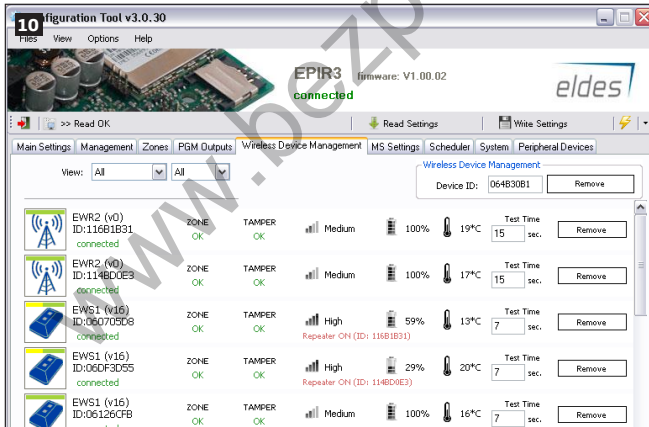 10
figuration Tool v3.0.30
Files View Options Help
EPIR3 firmware: V1.00.02
connected
eldes
>> Read OK Read Settings Write Settings
Main Settings Management Zones PGM Outputs Wireless Device Management MS Settings Scheduler System Peripheral Devices
View: All All
Wireless Device Management
Device ID: 064B30B1 Remove
EWR2 (v0)
ID:116B1B31
connected
ZONE
OK
TAMPER
OK
Medium 100% 19°C
Test Time
15 sec.
Remove
EWR2 (v0)
ID:114BD0E3
connected
ZONE
OK
TAMPER
OK
Medium 100% 17°C
Test Time
15 sec.
Remove
EWS1 (v16)
ID:060705D8
connected
ZONE
OK
TAMPER
OK
High 59% 13°C
Repeater ON (ID: 116B1B31)
Test Time
7 sec.
Remove
EWS1 (v16)
ID:06DF3D55
connected
ZONE
OK
TAMPER
OK
High 29% 20°C
Repeater ON (ID: 114BD0E3)
Test Time
7 sec.
Remove
EWS1 (v16)
ID:06126CFB
ZONE
OK
TAMPER
OK
Medium 100% 16°C
Test Time
7 sec.
Remove
www.bezp